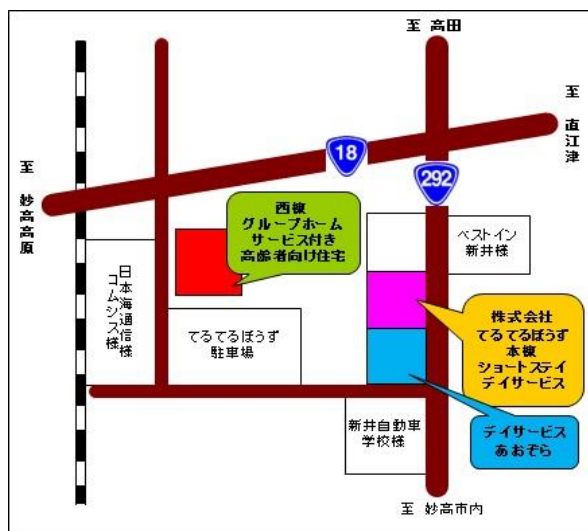 至 高田
至 直江津
18
292
至 妙高高原
西棟
グループホーム
サービス付き
高齢者向け住宅
ベストイン
新井様
日本海通信様
コムシス様
てるてるぼうず
駐車場
株式会社
てるてるぼうず
本棟
ショートステイ
デイサービス
新井自動車
学校様
デイサービス
あおぞら
至 妙高市内